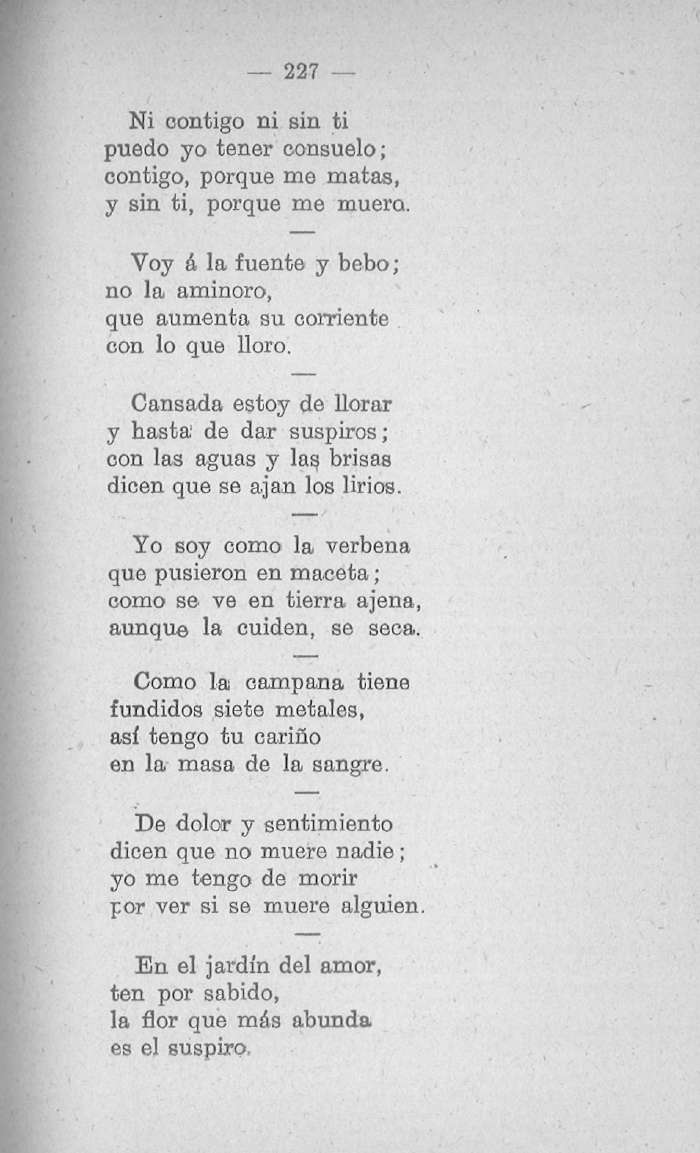 — 227 —
Ni contigo ni sin ti
puedo yo tener consuelo;
contigo, porque me matas,
y sin ti, porque me muero.
Voy á la fuente y bebo;
no la aminoro,
que aumenta su corriente
con lo que lloro.
Cansada estoy de llorar
y hasta de dar suspiros;
con las aguas y las brisas
dicen que se ajan los lirios.
Yo soy como la verbena
que pusieron en maceta;
como se ve en tierra ajena,
aunque la cuiden, se seca.
Como la campana tiene
fundidos siete metales,
así tengo tu cariño
en la masa de la sangre.
De dolor y sentimiento
dicen que no muere nadie;
yo me tengo de morir
por ver si se muere alguien.
En el jardín del amor,
ten por sabido,
la flor que más abunda
es el suspiro.